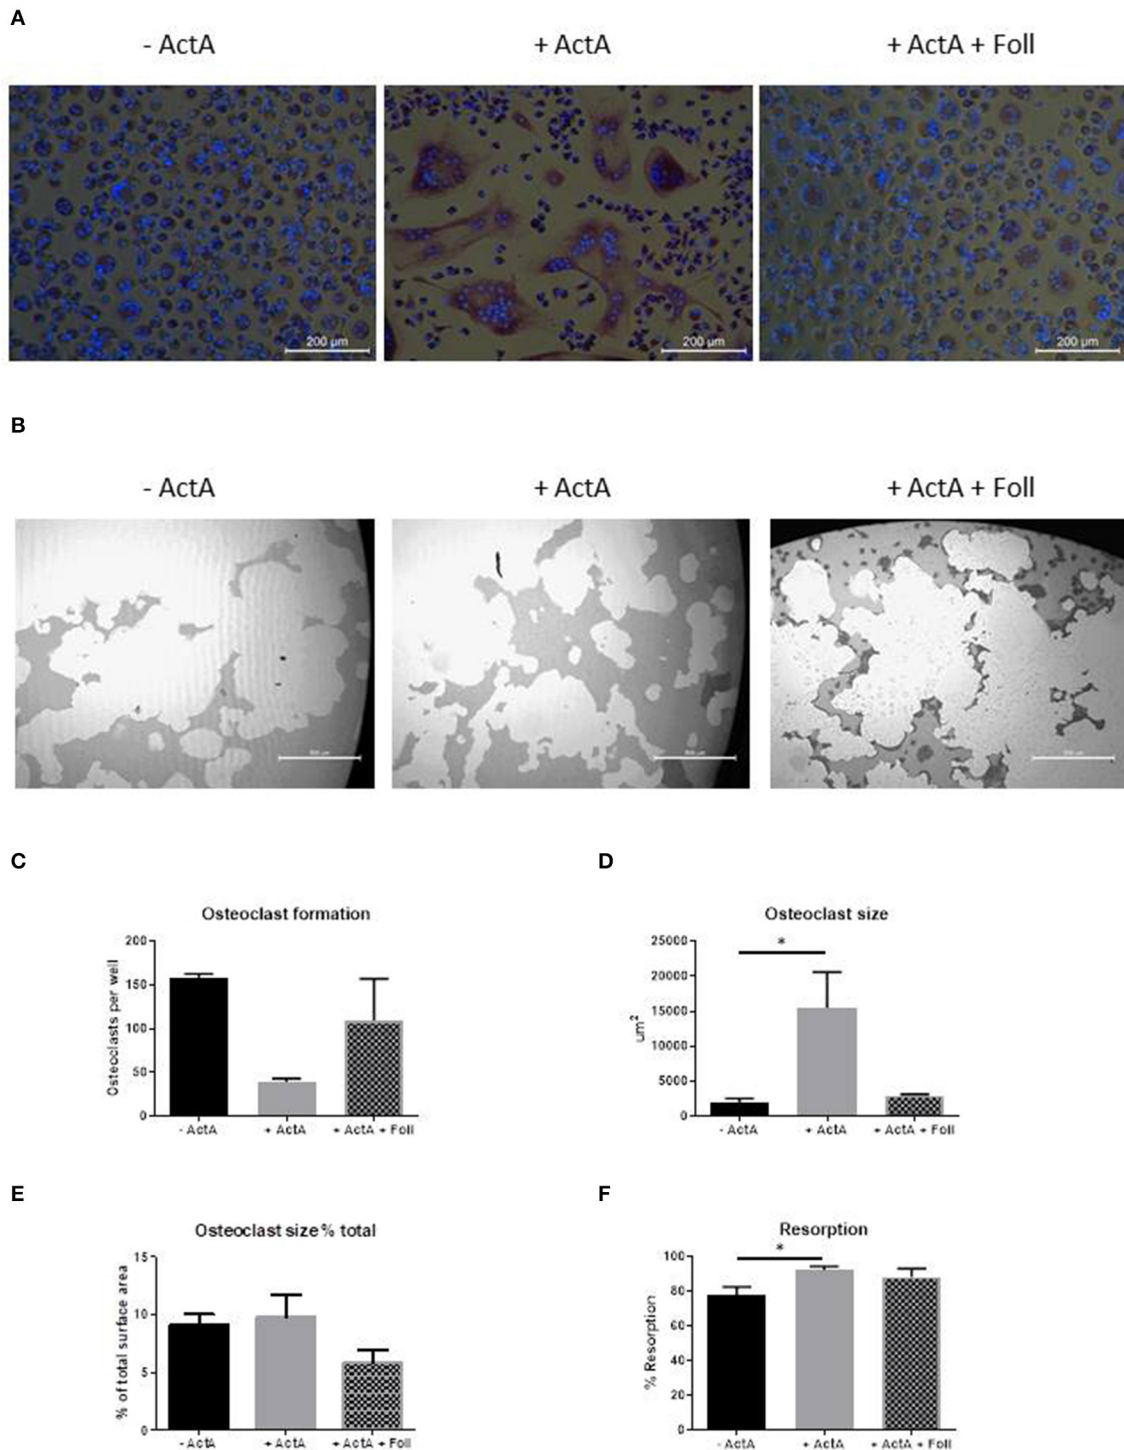 A
- ActA
+ ActA
+ ActA + Foll
200 µm
200 µm
200 µm
B
- ActA
+ ActA
+ ActA + Foll
C
D
Osteoclast formation
Osteoclasts per well
200
150
100
50
0
- ActA
+ ActA
+ ActA + Foll
Osteoclast size
um²
25000
20000
15000
10000
5000
0
*
- ActA
+ ActA
+ ActA + Foll
E
F
Osteoclast size % total
% of total surface area
15
10
5
0
- ActA
+ ActA
+ ActA + Foll
Resorption
% Resorption
100
80
60
40
20
0
*
- ActA
+ ActA
+ ActA + Foll